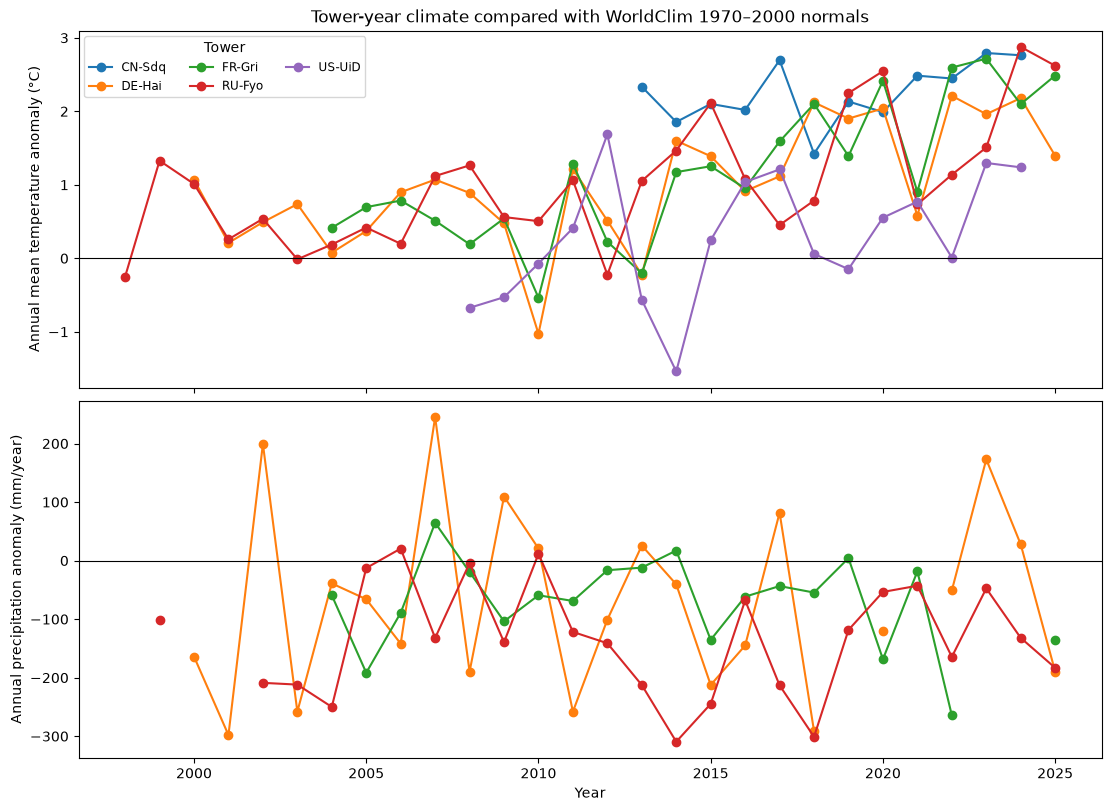 Tower-year climate compared with WorldClim 1970–2000 normals
Annual mean temperature anomaly (°C)
3
2
1
0
−1
Tower
CN-Sdq FR-Gri US-UiD
DE-Hai RU-Fyo
Annual precipitation anomaly (mm/year)
200
100
0
−100
−200
−300
2000 2005 2010 2015 2020 2025
Year